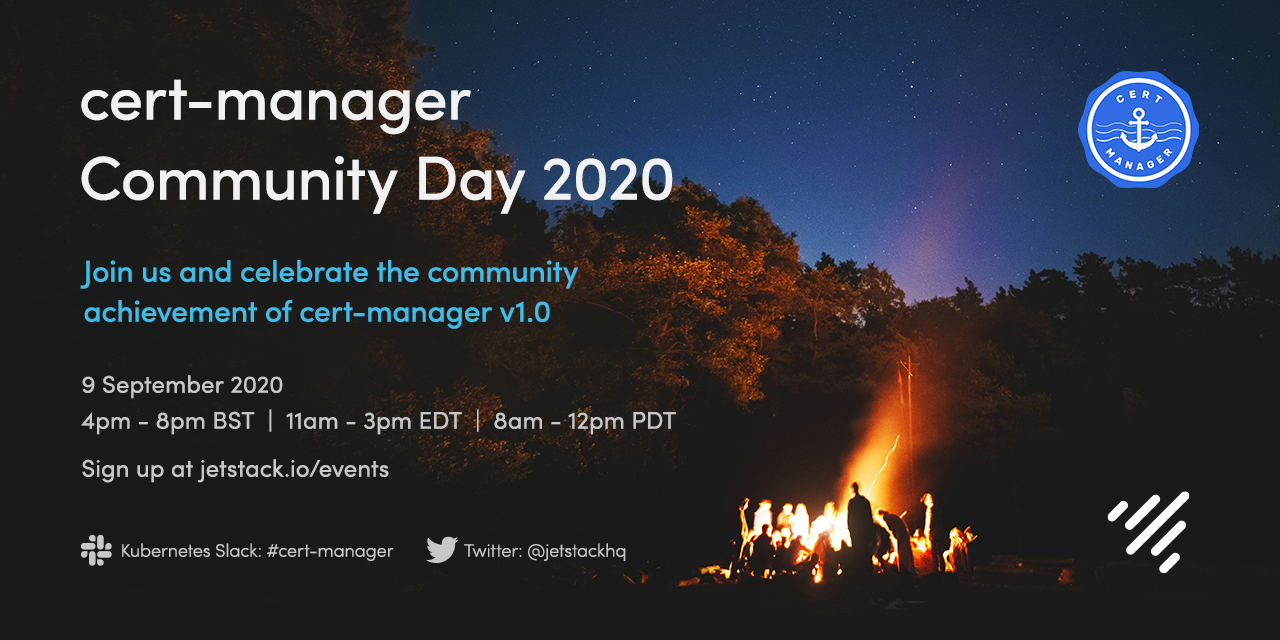 cert-manager
Community Day 2020
Join us and celebrate the community
achievement of cert-manager v1.0
9 September 2020
4pm - 8pm BST | 11am - 3pm EDT | 8am - 12pm PDT
Sign up at jetstack.io/events
Kubernetes Slack: #cert-manager
Twitter: @jetstackhq
CERT
MANAGER